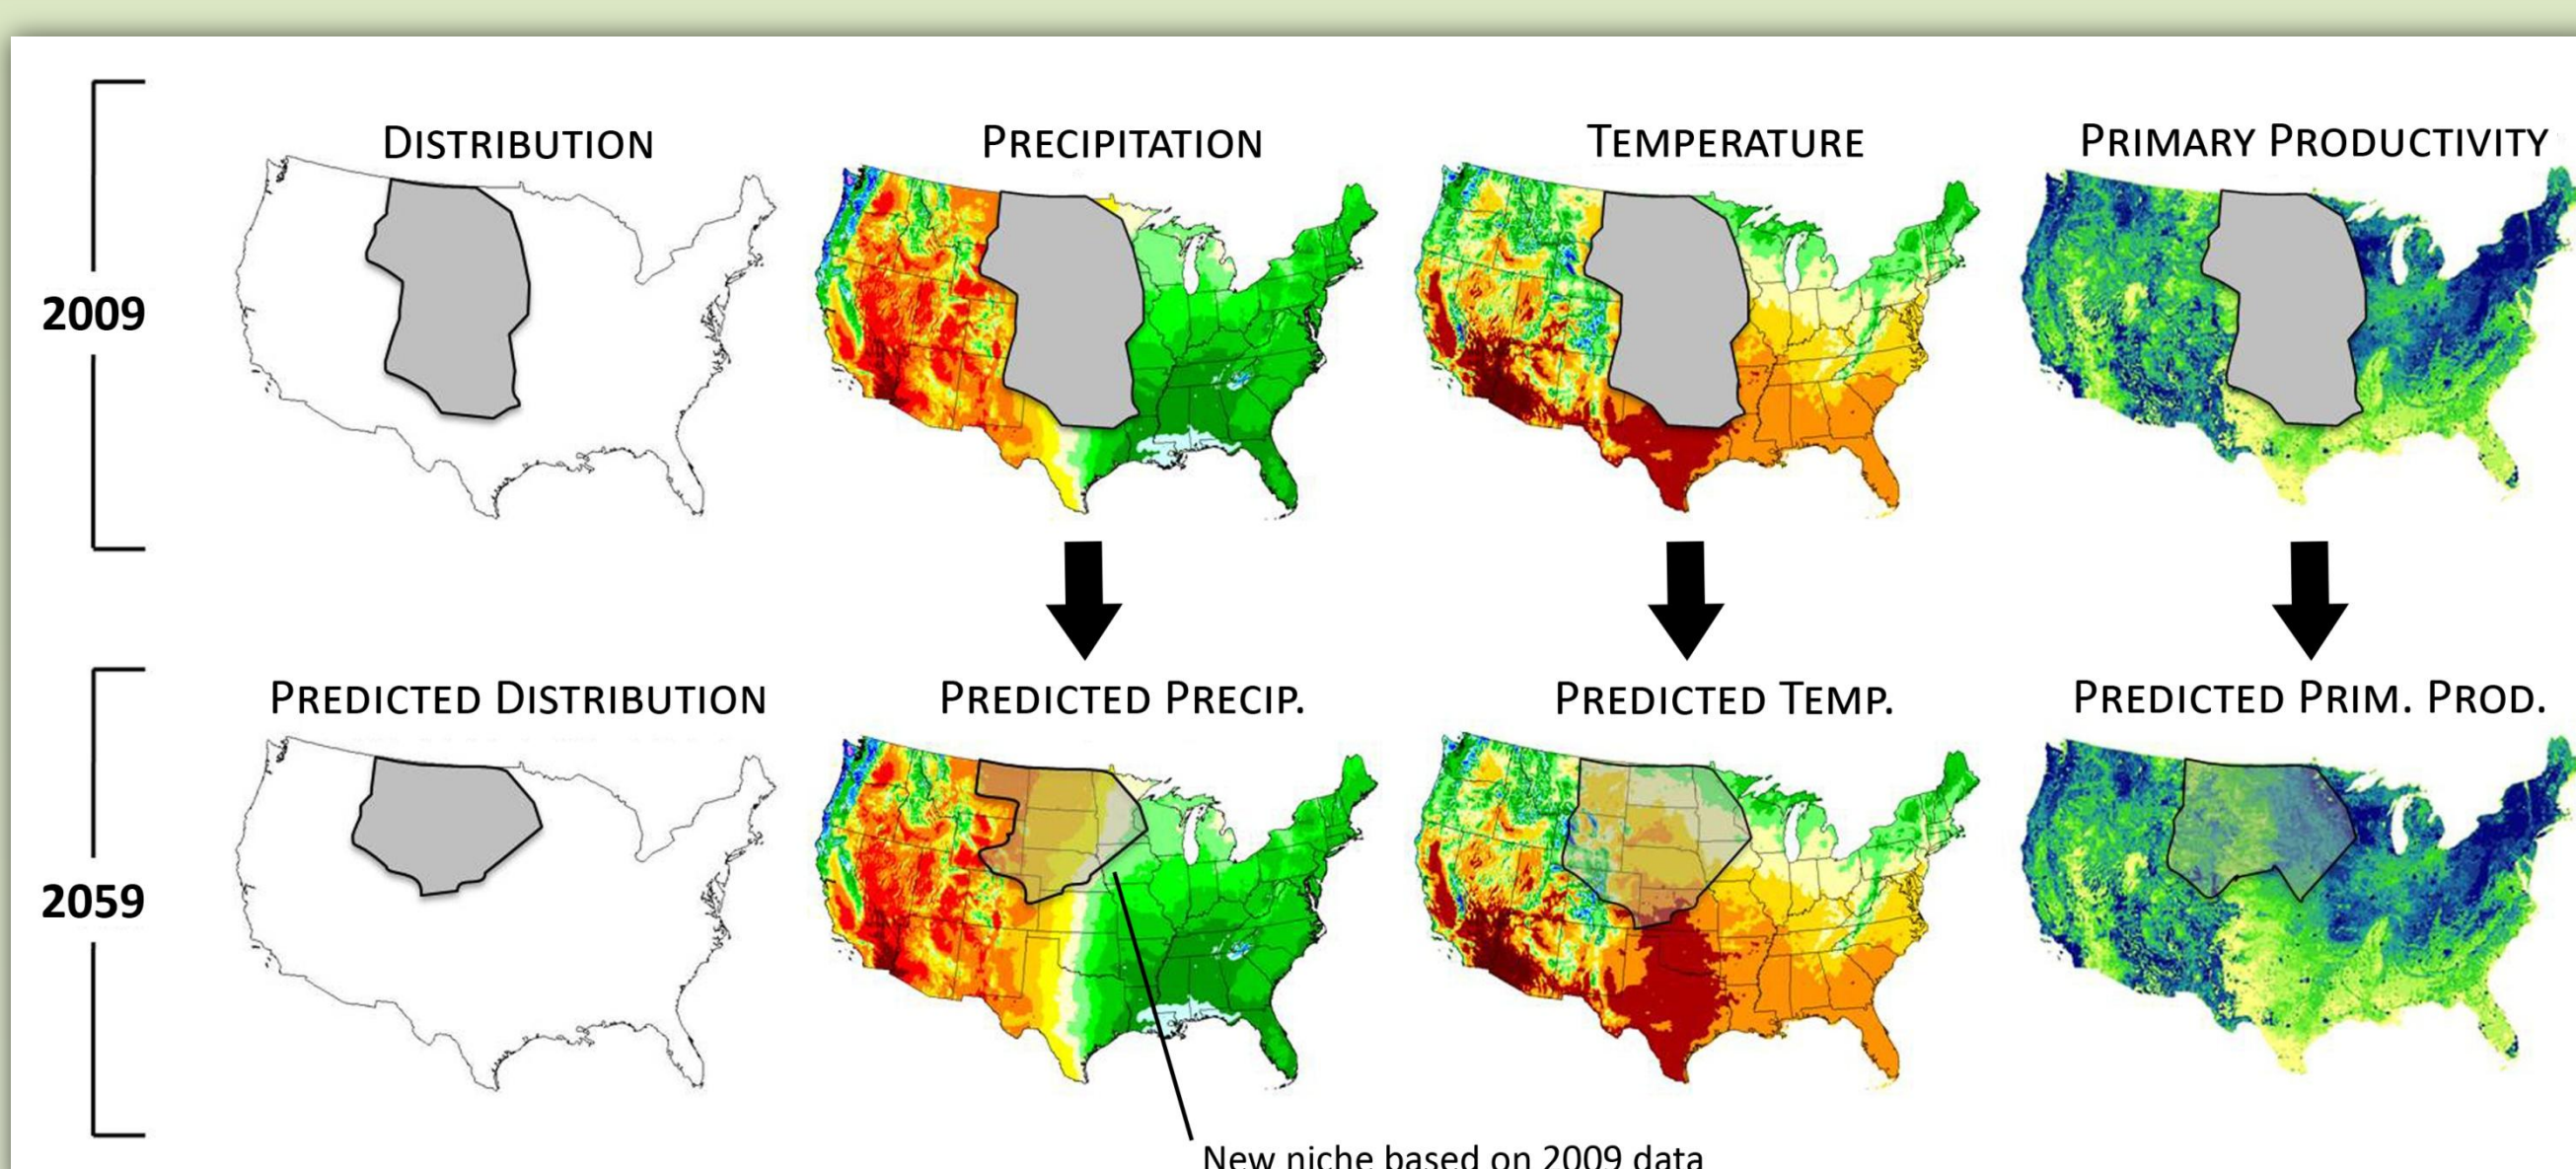 2009
DISTRIBUTION
PRECIPITATION
TEMPERATURE
PRIMARY PRODUCTIVITY
2059
PREDICTED DISTRIBUTION
PREDICTED PRECIP.
PREDICTED TEMP.
PREDICTED PRIM. PROD.
New niche based on 2009 data